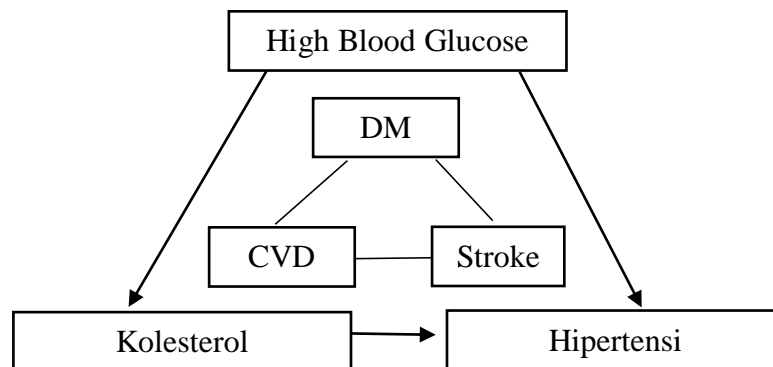 High Blood Glucose
DM
CVD
Stroke
Kolesterol
Hipertensi